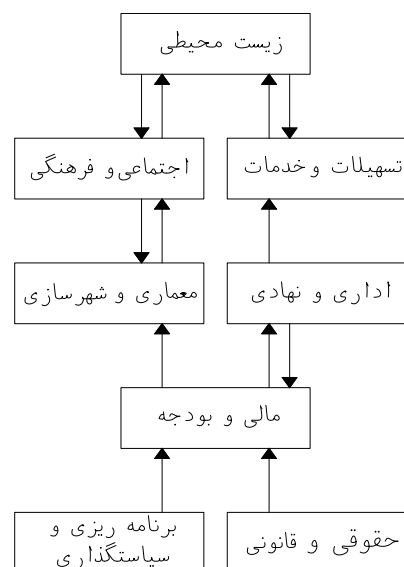 زیست محیطی
اجتماعی و فرهنگی
تسهیلات و خدمات
معماری و شهرسازی
اداری و نهادی
مالی و بودجه
برنامه ریزی و
سیاستگذاری
حقوقی و قانونی